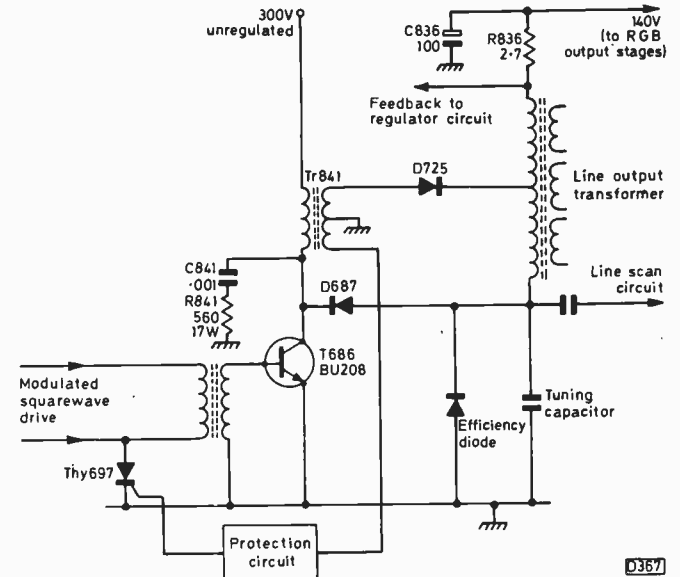 300V
unregulated
C836
100
R836
2·7
140V
(to RGB
output stages)
Feedback to
regulator circuit
Tr841
D725
Line output
transformer
C841
·001
R841
560
17W
D687
Line scan
circuit
T686
BU208
Modulated
squarewave
drive
Efficiency
diode
Tuning
capacitor
Thy697
Protection
circuit
D367